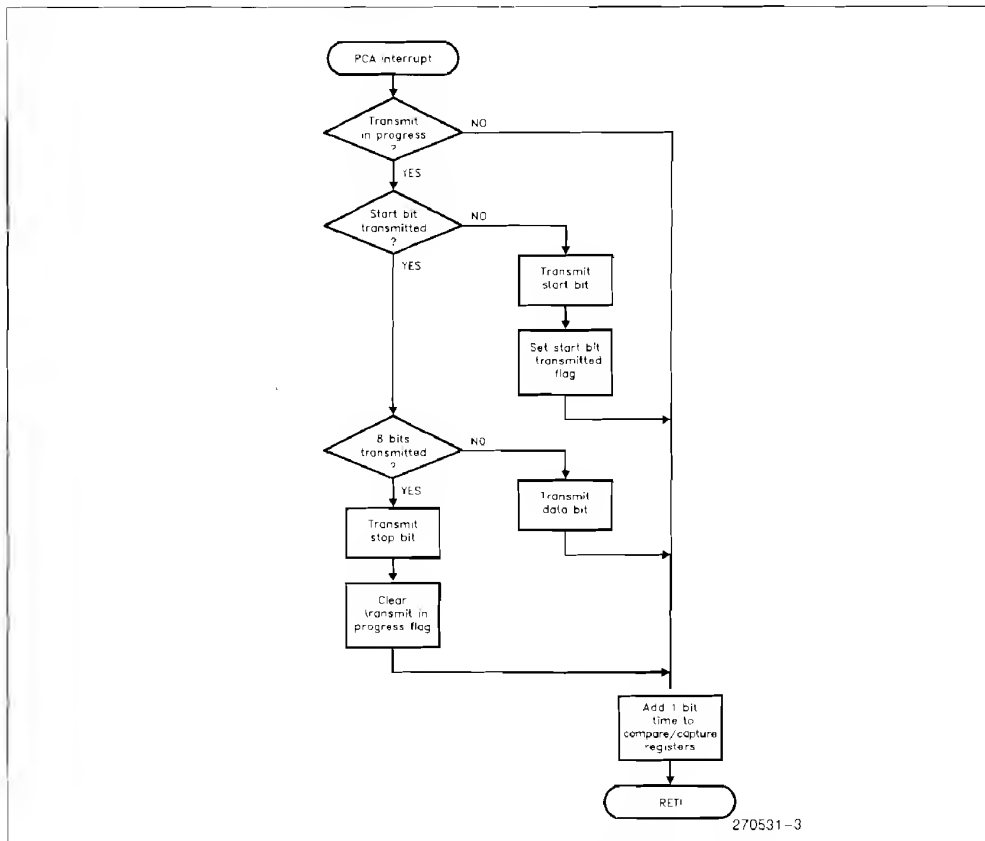 PCA interrupt
Transmit
in progress
?
NO
YES
Start bit
transmitted
?
NO
YES
Transmit
start bit
Set start bit
transmitted
flag
8 bits
transmitted
?
NO
YES
Transmit
data bit
Transmit
stop bit
Clear
transmit in
progress flag
Add 1 bit
time to
compare/capture
registers
RETI
270531-3